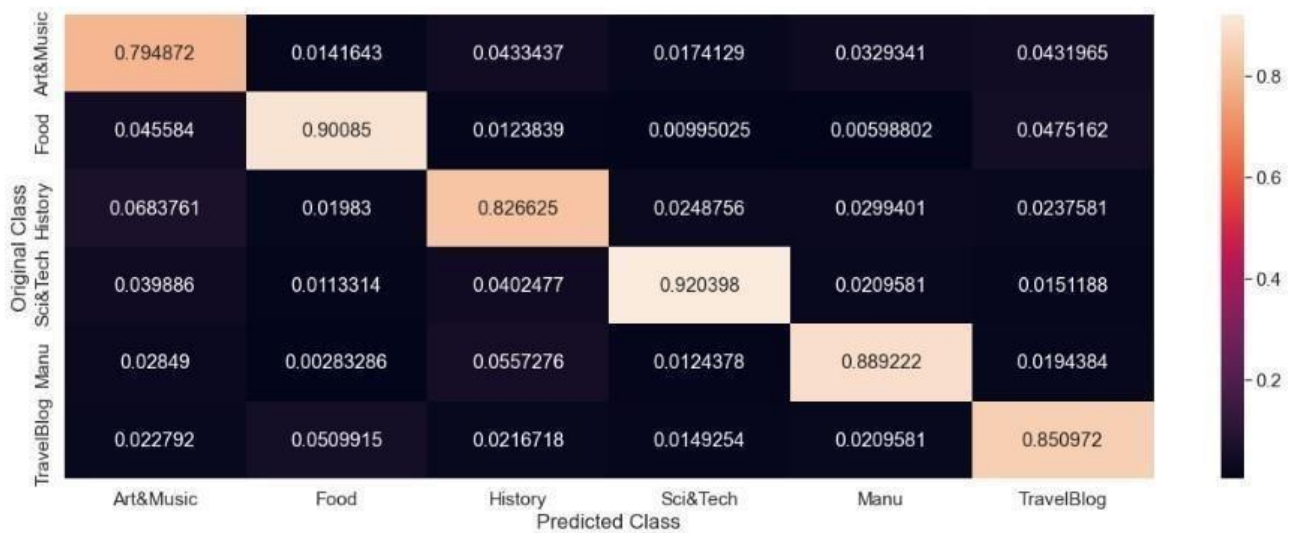 Art&Music 0.794872 0.0141643 0.0433437 0.0174129 0.0329341 0.0431965
Food 0.045584 0.90085 0.0123839 0.00995025 0.00598802 0.0475162
History 0.0683761 0.01983 0.826625 0.0248756 0.0299401 0.0237581
Sci&Tech 0.039886 0.0113314 0.0402477 0.920398 0.0209581 0.0151188
Manu 0.02849 0.00283286 0.0557276 0.0124378 0.889222 0.0194384
TravelBlog 0.022792 0.0509915 0.0216718 0.0149254 0.0209581 0.850972
Original Class
Art&Music Food History Sci&Tech Manu TravelBlog
Predicted Class
0.8
0.6
0.4
0.2